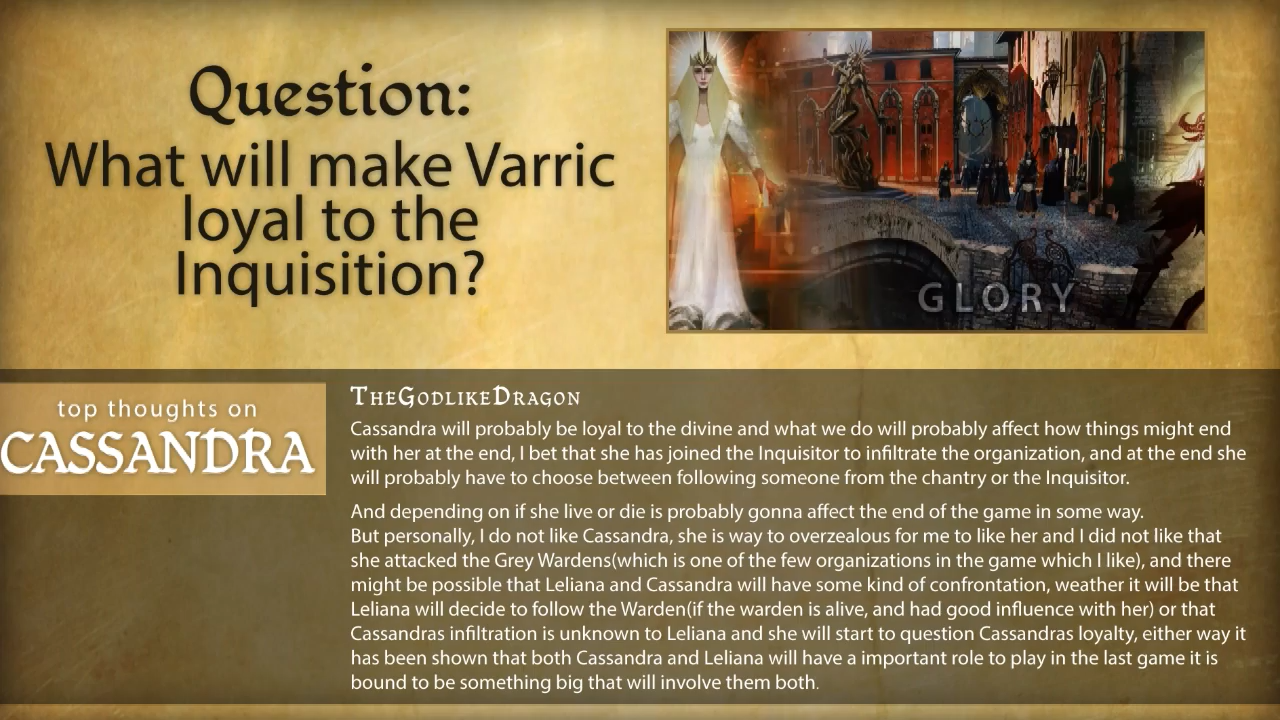 Question:
What will make Varric
loyal to the
Inquisition?
GLORY
top thoughts on
CASSANDRA
TheGodlikeDragon
Cassandra will probably be loyal to the divine and what we do will probably affect how things might end
with her at the end, I bet that she has joined the Inquisitor to infiltrate the organization, and at the end she
will probably have to choose between following someone from the chantry or the Inquisitor.
And depending on if she live or die is probably gonna affect the end of the game in some way.
But personally, I do not like Cassandra, she is way to overzealous for me to like her and I did not like that
she attacked the Grey Wardens(which is one of the few organizations in the game which I like), and there
might be possible that Leliana and Cassandra will have some kind of confrontation, weather it will be that
Leliana will decide to follow the Warden(if the warden is alive, and had good influence with her) or that
Cassandras infiltration is unknown to Leliana and she will start to question Cassandras loyalty, either way it
has been shown that both Cassandra and Leliana will have a important role to play in the last game it is
bound to be something big that will involve them both.